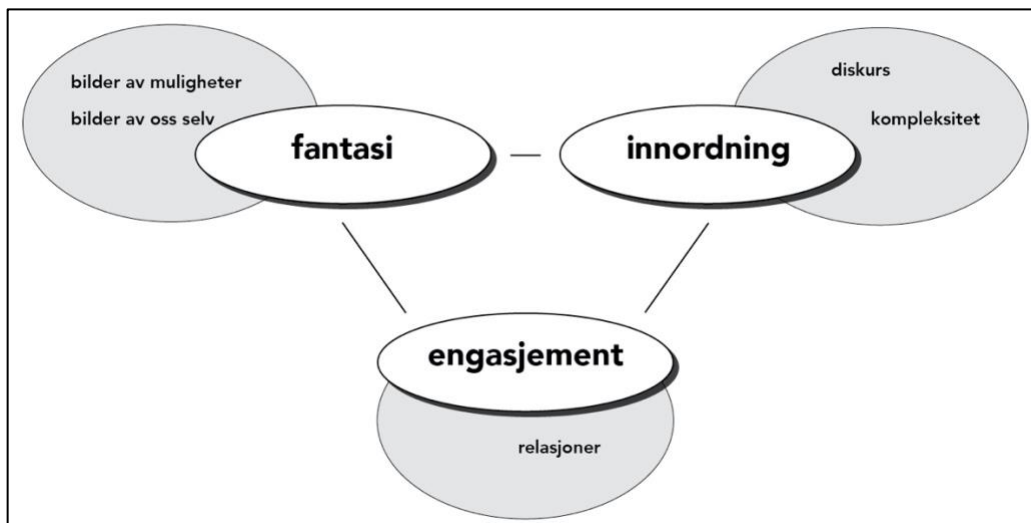 bilder av muligheter
bilder av oss selv
fantasi
diskurs
kompleksitet
innordning
engasjement
relasjoner